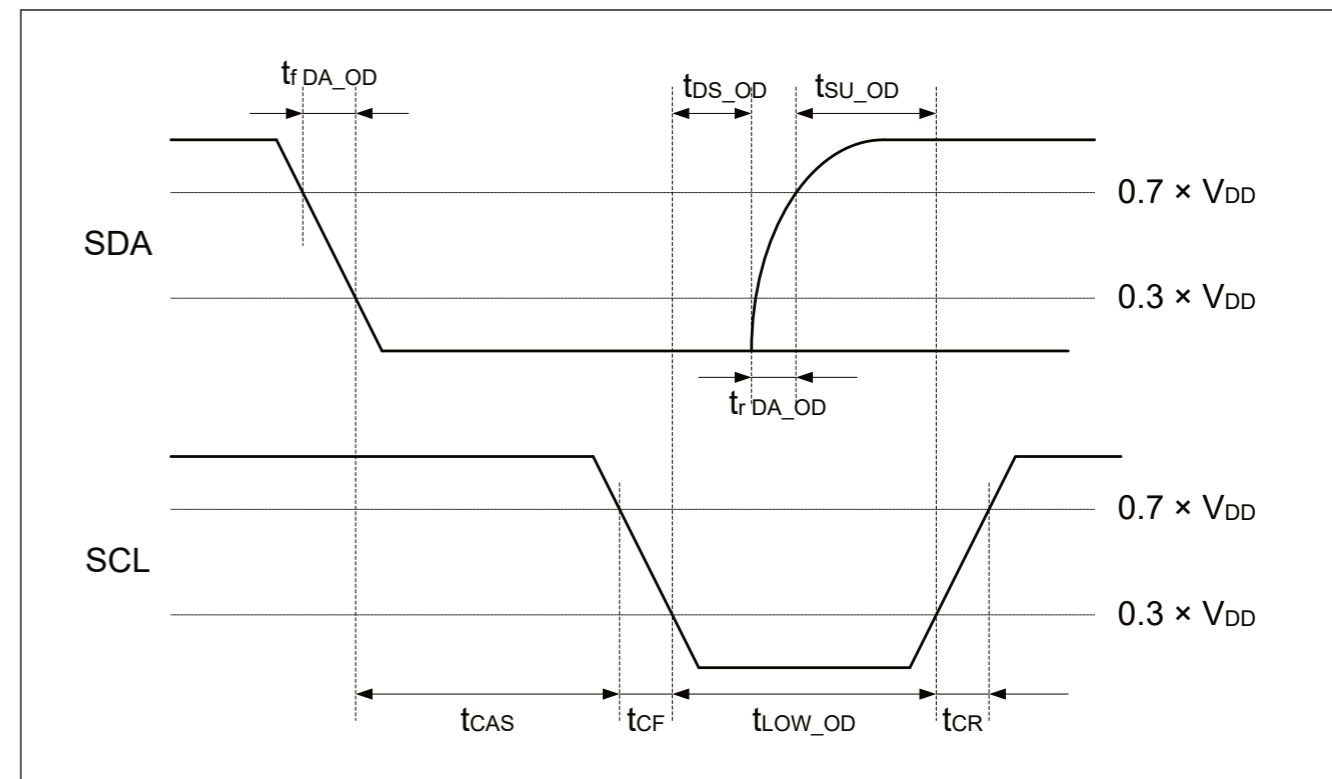 tf DA_OD
tDS_OD tSU_OD
0.7 × VDD
SDA
0.3 × VDD
tr DA_OD
0.7 × VDD
SCL
0.3 × VDD
tCAS tCF tLOW_OD tCR